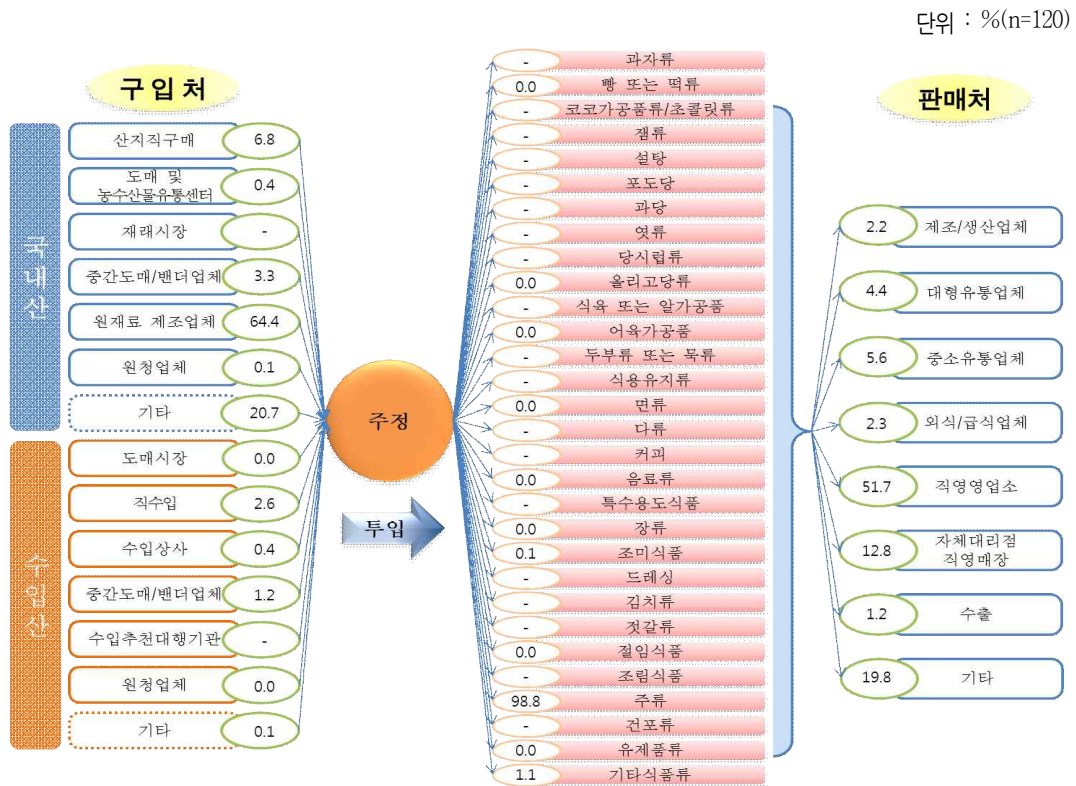 단위 : %(n=120)
구입처
국내산
산지직구매 6.8
도매 및
농수산물유통센터 0.4
재래시장 -
중간도매/밴더업체 3.3
원재료 제조업체 64.4
원청업체 0.1
기타 20.7
수입산
도매시장 0.0
직수입 2.6
수입상사 0.4
중간도매/밴더업체 1.2
수입추천대행기관 -
원청업체 0.0
기타 0.1
주정
투입
- 과자류
0.0 빵 또는 떡류
- 코코가공품류/초콜릿류
- 잼류
- 설탕
- 포도당
- 과당
- 엿류
- 당시럽류
0.0 올리고당류
- 식육 또는 알가공품
0.0 어육가공품
- 두부류 또는 묵류
- 식용유지류
0.0 면류
- 다류
- 커피
0.0 음료류
- 특수용도식품
0.0 장류
0.1 조미식품
- 드레싱
- 김치류
- 젓갈류
0.0 절임식품
- 조림식품
98.8 주류
- 건포류
0.0 유제품류
1.1 기타식품류
판매처
2.2 제조/생산업체
4.4 대형유통업체
5.6 중소유통업체
2.3 외식/급식업체
51.7 직영영업소
12.8 자체대리점
직영매장
1.2 수출
19.8 기타